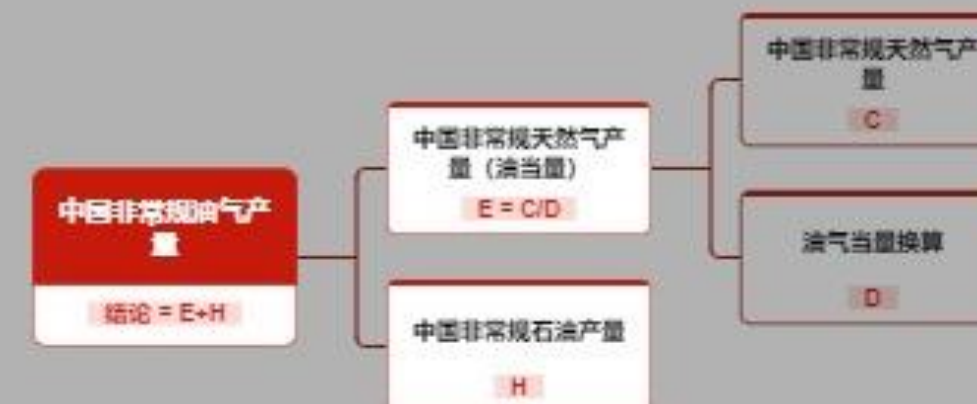 中国非常规油气产
量
结论 = E+H
中国非常规天然气产
量（油当量）
E = C/D
中国非常规石油产量
H
中国非常规天然气产
量
C
油气当量换算
D